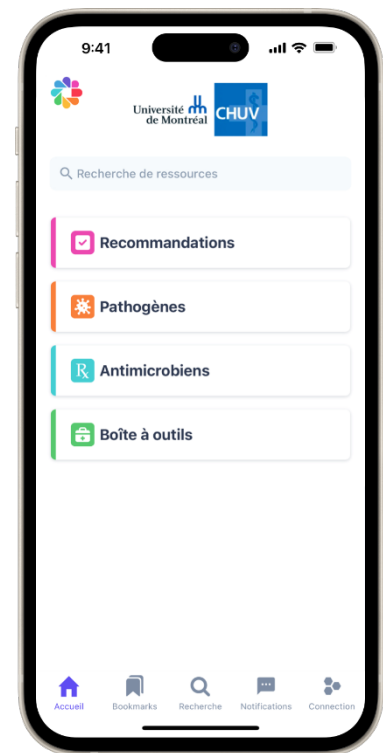 9:41
Université
de Montréal
CHUV
Recherche de ressources
Recommandations
Pathogènes
Rx Antimicrobiens
Boîte à outils
Accueil Bookmarks Recherche Notifications Connection